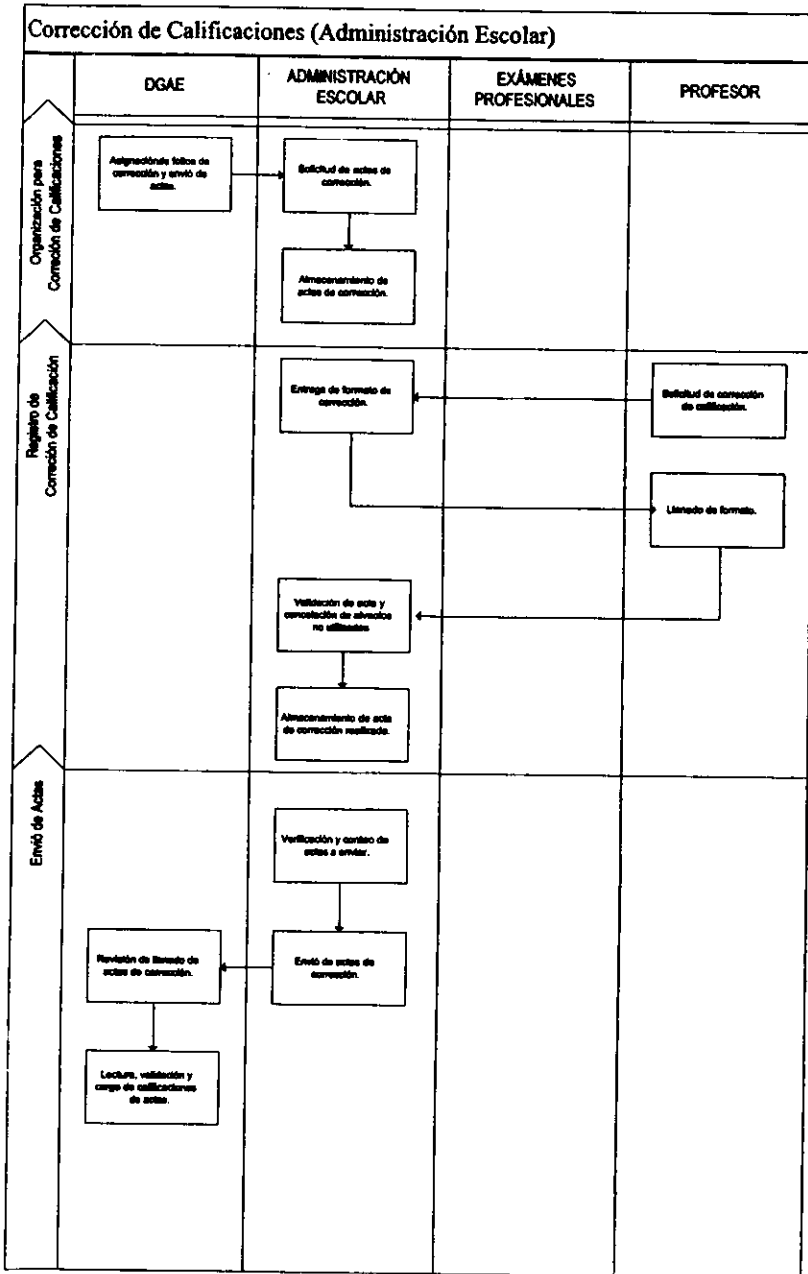 Corrección de Calificaciones (Administración Escolar)
DGAE
ADMINISTRACIÓN
ESCOLAR
EXÁMENES
PROFESIONALES
PROFESOR
Organización para
Correción de Calificaciones
Asignaciónde folios de
corrección y envió de
actas.
Solicitud de actas de
corrección.
Almacenamiento de
actas de corrección.
Registro de
Correción de Calificación
Entrega de formato de
corrección.
Solicitud de corrección
de calificación.
Llenado de formato.
Validación de acta y
cancelación de alveolos
no utilizados
Almacenamiento de acta
de corrección realizada.
Envió de Actas
Verificación y conteo de
actas a enviar.
Envió de actas de
corrección.
Revisión de llenado de
actas de corrección.
Lectura, validación y
carga de calificaciones
de actas.